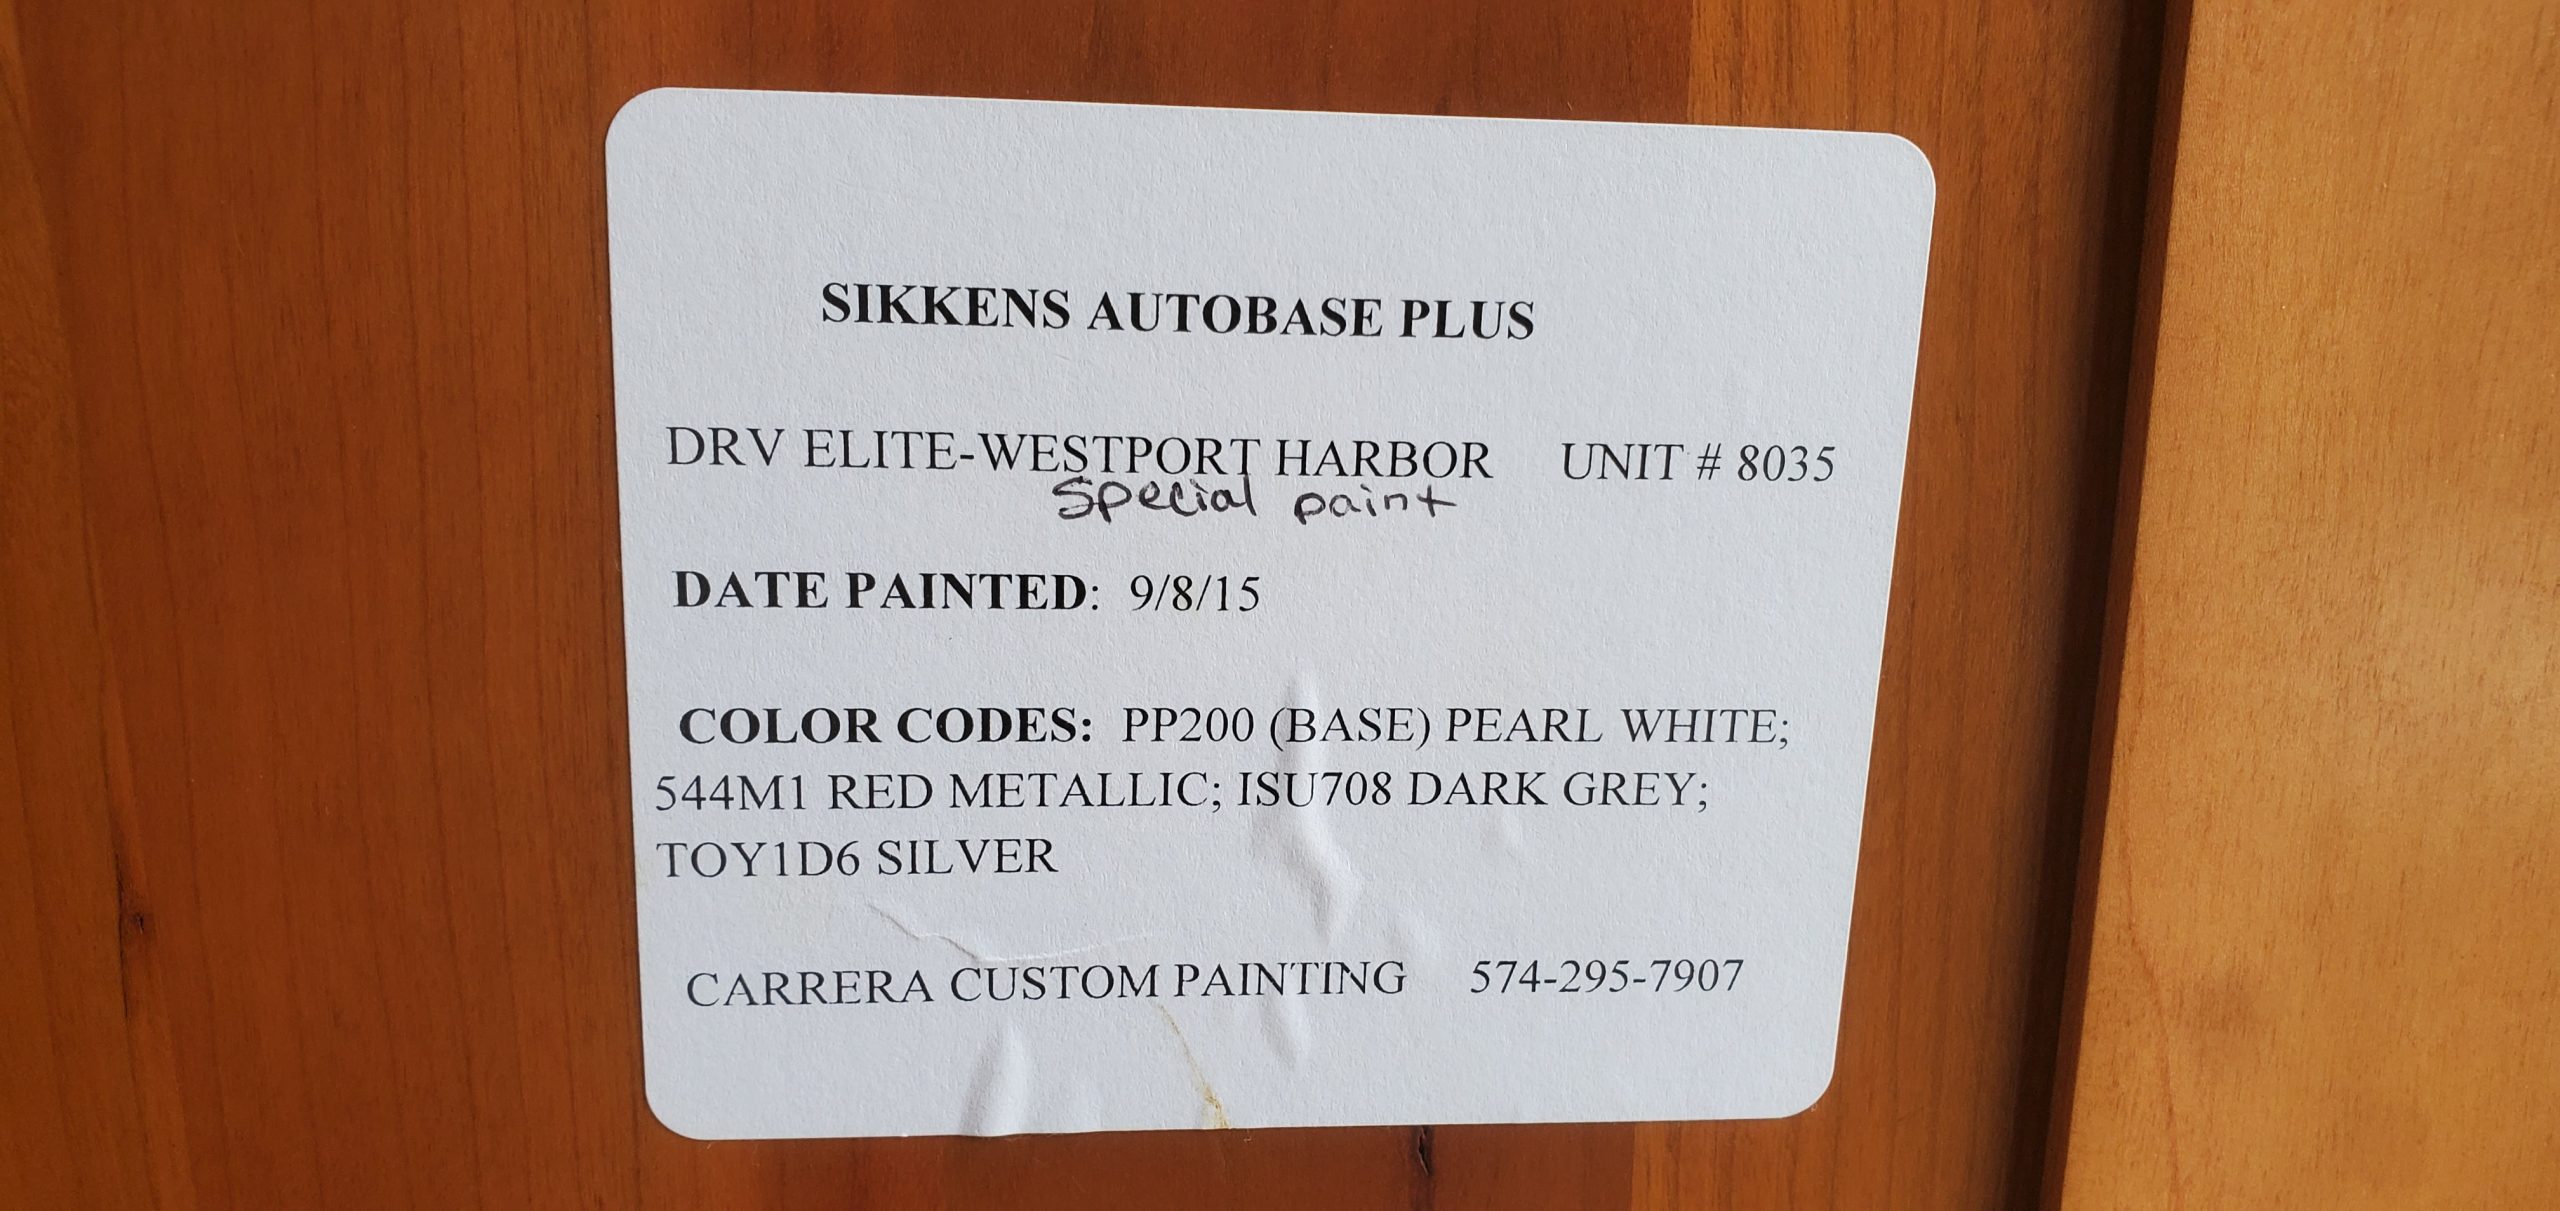 SIKKENS AUTOBASE PLUS
DRV ELITE-WESTPORT HARBOR UNIT # 8035
Special paint
DATE PAINTED: 9/8/15
COLOR CODES: PP200 (BASE) PEARL WHITE;
544M1 RED METALLIC; ISU708 DARK GREY;
TOY1D6 SILVER
CARRERA CUSTOM PAINTING 574-295-7907